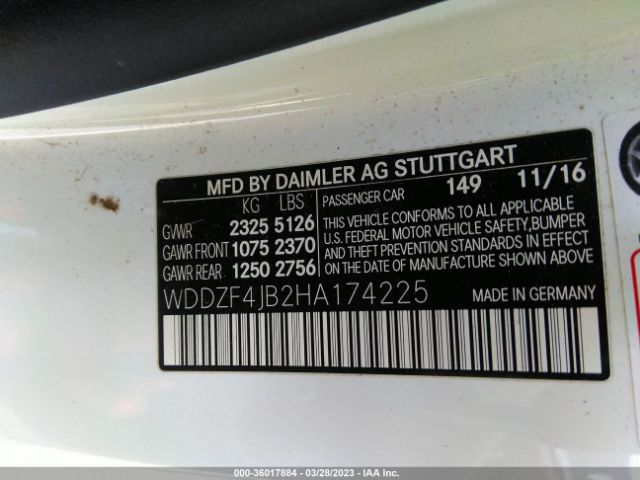 MFD BY DAIMLER AG STUTTGART
KG LBS
GVWR 2325 5126
GAWR FRONT 1075 2370
GAWR REAR 1250 2756
PASSENGER CAR 149 11/16
THIS VEHICLE CONFORMS TO ALL APPLICABLE
U.S. FEDERAL MOTOR VEHICLE SAFETY,BUMPER
AND THEFT PREVENTION STANDARDS IN EFFECT
ON THE DATE OF MANUFACTURE SHOWN ABOVE
WDDZF4JB2HA174225 MADE IN GERMANY
000-36017884 / 03/28/2023 - IAA Inc.